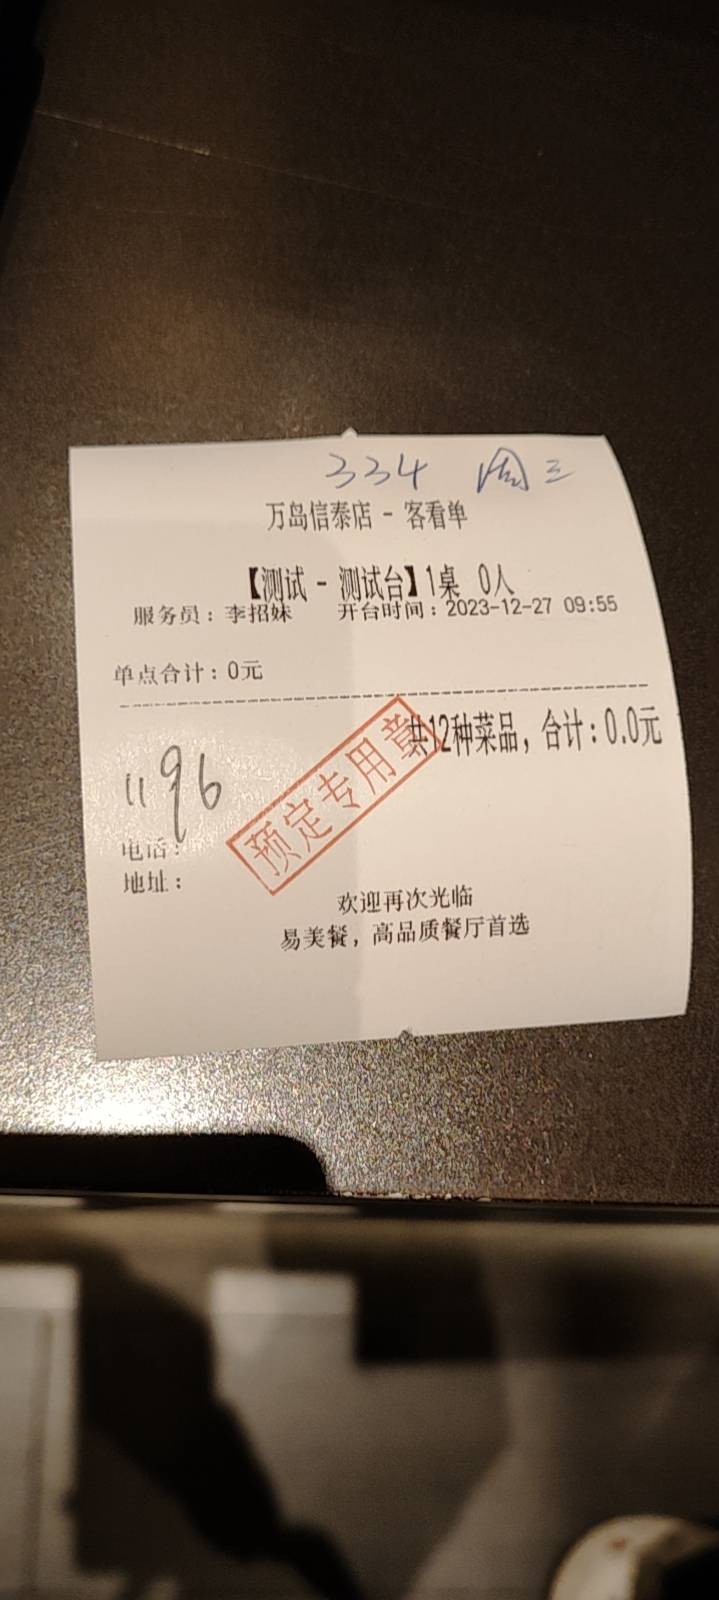 334 周三
万岛信泰店 - 客看单
【测试 - 测试台】1桌 0人
服务员：李招妹 开台时间：2023-12-27 09:55
单点合计：0元
共12种菜品，合计：0.0元
预定专用章
1196
电话：
地址：
欢迎再次光临
易美餐，高品质餐厅首选